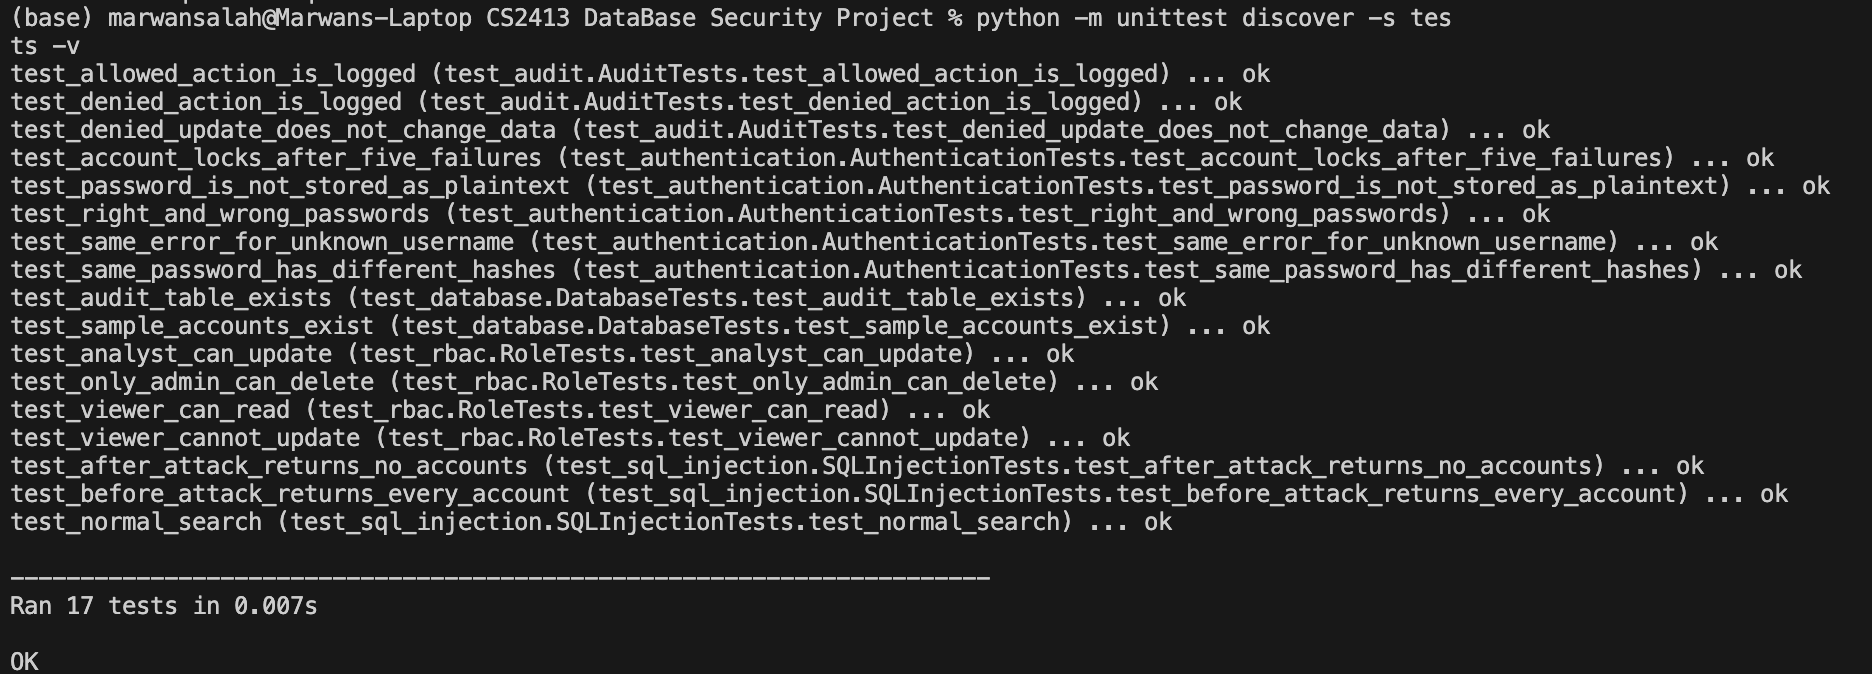 (base) marwansalah@Marwans-Laptop CS2413 DataBase Security Project % python -m unittest discover -s tes
ts -v
test_allowed_action_is_logged (test_audit.AuditTests.test_allowed_action_is_logged) ... ok
test_denied_action_is_logged (test_audit.AuditTests.test_denied_action_is_logged) ... ok
test_denied_update_does_not_change_data (test_audit.AuditTests.test_denied_update_does_not_change_data) ... ok
test_account_locks_after_five_failures (test_authentication.AuthenticationTests.test_account_locks_after_five_failures) ... ok
test_password_is_not_stored_as_plaintext (test_authentication.AuthenticationTests.test_password_is_not_stored_as_plaintext) ... ok
test_right_and_wrong_passwords (test_authentication.AuthenticationTests.test_right_and_wrong_passwords) ... ok
test_same_error_for_unknown_username (test_authentication.AuthenticationTests.test_same_error_for_unknown_username) ... ok
test_same_password_has_different_hashes (test_authentication.AuthenticationTests.test_same_password_has_different_hashes) ... ok
test_audit_table_exists (test_database.DatabaseTests.test_audit_table_exists) ... ok
test_sample_accounts_exist (test_database.DatabaseTests.test_sample_accounts_exist) ... ok
test_analyst_can_update (test_rbac.RoleTests.test_analyst_can_update) ... ok
test_only_admin_can_delete (test_rbac.RoleTests.test_only_admin_can_delete) ... ok
test_viewer_can_read (test_rbac.RoleTests.test_viewer_can_read) ... ok
test_viewer_cannot_update (test_rbac.RoleTests.test_viewer_cannot_update) ... ok
test_after_attack_returns_no_accounts (test_sql_injection.SQLInjectionTests.test_after_attack_returns_no_accounts) ... ok
test_before_attack_returns_every_account (test_sql_injection.SQLInjectionTests.test_before_attack_returns_every_account) ... ok
test_normal_search (test_sql_injection.SQLInjectionTests.test_normal_search) ... ok
----------------------------------------------------------------------
Ran 17 tests in 0.007s
OK